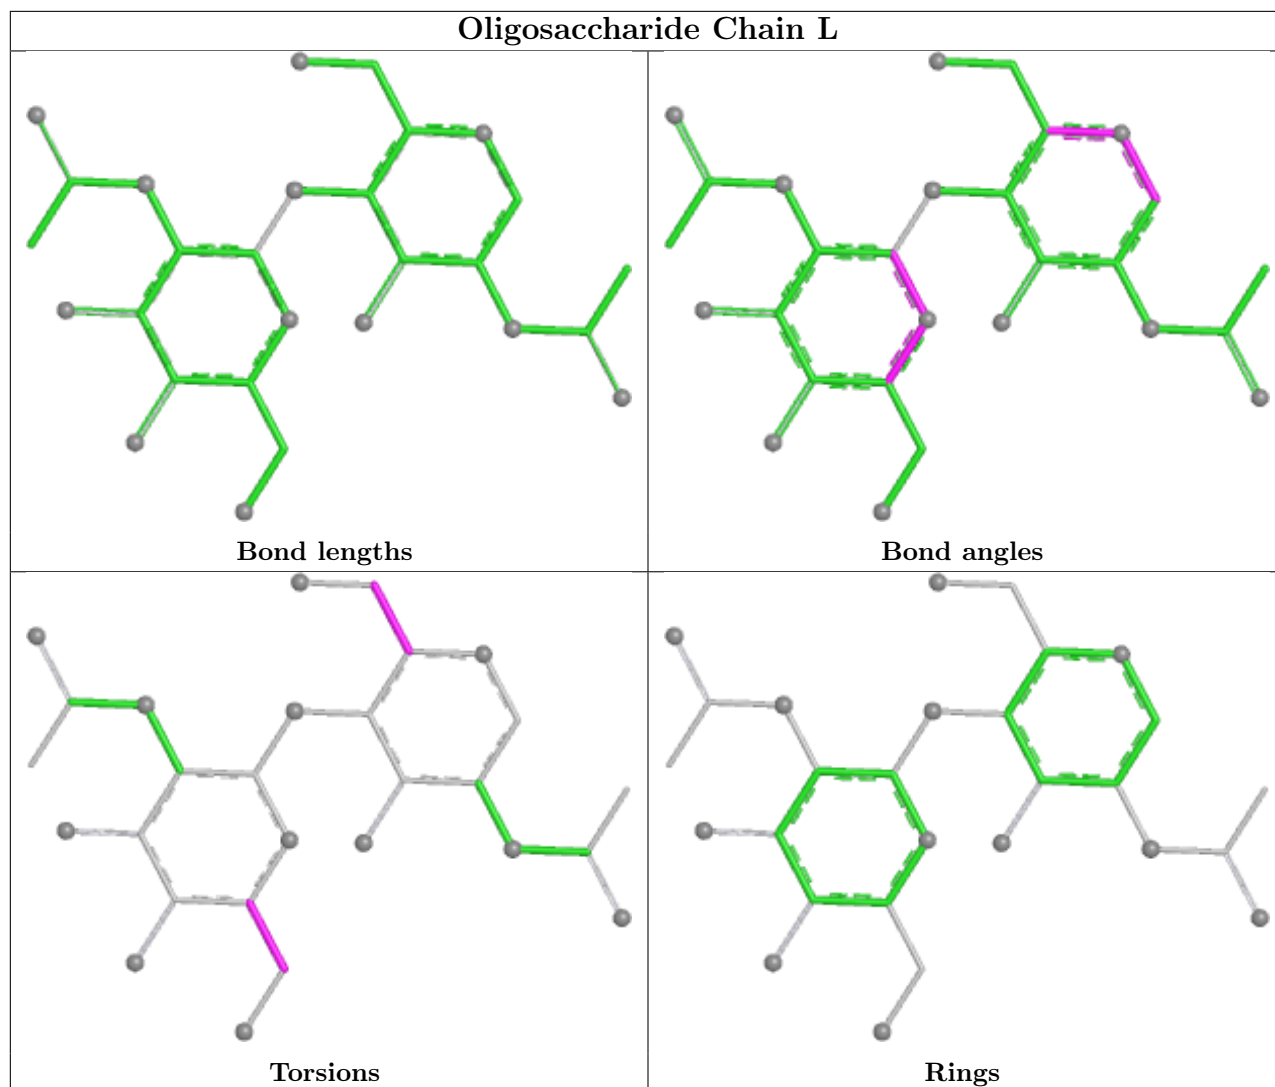 Oligosaccharide Chain L
Bond lengths
Bond angles
Torsions
Rings